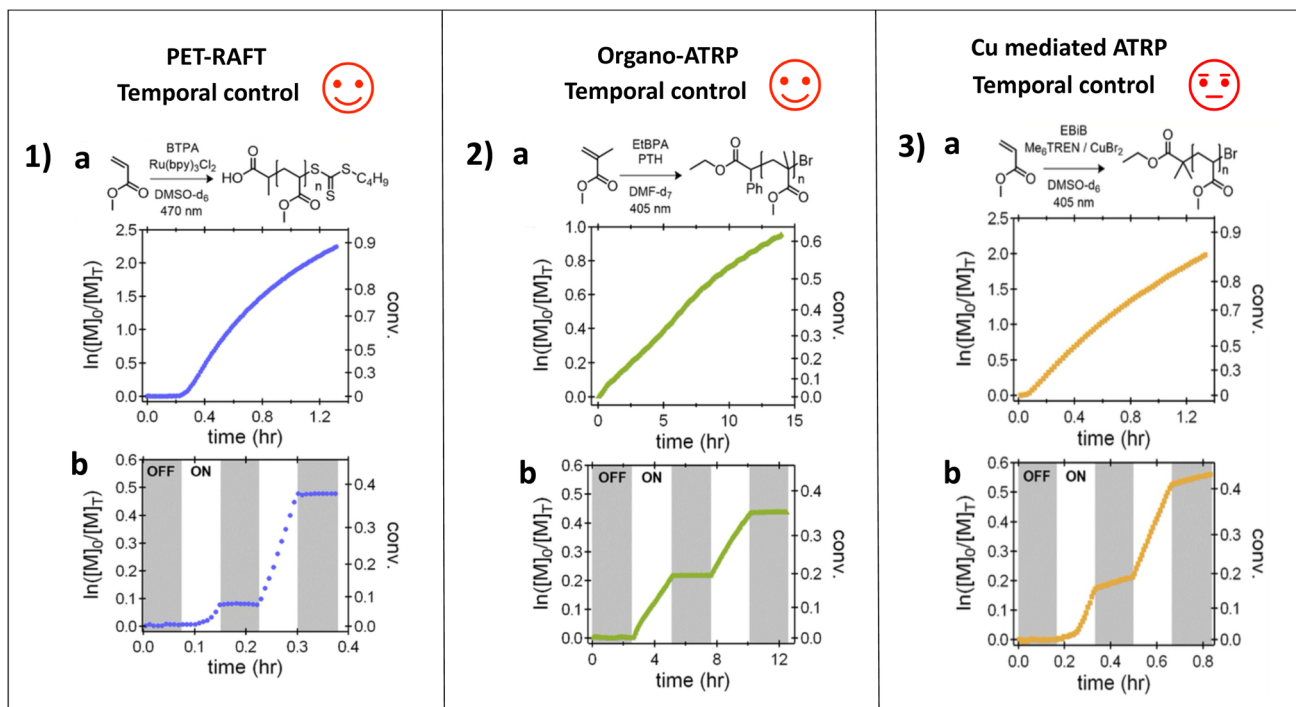 PET-RAFT
Temporal control
1) a
BTPA
Ru(bpy)₃Cl₂
DMSO-d₆
470 nm
HO
O
O
n
S
S
S
C₄H₉
O
O
ln([M]₀/[M]_T)
2.5
2.0
1.5
1.0
0.5
0.0
conv.
0.9
0.8
0.7
0.5
0.3
0
0.0 0.4 0.8 1.2
time (hr)
b
OFF ON
ln([M]₀/[M]_T)
0.6
0.5
0.4
0.3
0.2
0.1
0.0
conv.
0.4
0.3
0.2
0.1
0.0
0.0 0.1 0.2 0.3 0.4
time (hr)
Organo-ATRP
Temporal control
2) a
EtBPA
PTH
DMF-d₇
405 nm
O
O
O
O
Ph
Br
n
O
O
ln([M]₀/[M]_T)
1.0
0.8
0.6
0.4
0.2
0.0
conv.
0.6
0.5
0.4
0.3
0.2
0.1
0.0
0 5 10 15
time (hr)
b
OFF ON
ln([M]₀/[M]_T)
0.6
0.5
0.4
0.3
0.2
0.1
0.0
conv.
0.4
0.3
0.2
0.1
0.0
0 4 8 12
time (hr)
Cu mediated ATRP
Temporal control
3) a
EBiB
Me₆TREN / CuBr₂
DMSO-d₆
405 nm
O
O
O
O
Br
n
O
O
ln([M]₀/[M]_T)
2.5
2.0
1.5
1.0
0.5
0.0
conv.
0.9
0.8
0.7
0.5
0.3
0
0.0 0.4 0.8 1.2
time (hr)
b
OFF ON
ln([M]₀/[M]_T)
0.6
0.5
0.4
0.3
0.2
0.1
0.0
conv.
0.4
0.3
0.2
0.1
0.0
0.0 0.2 0.4 0.6 0.8
time (hr)